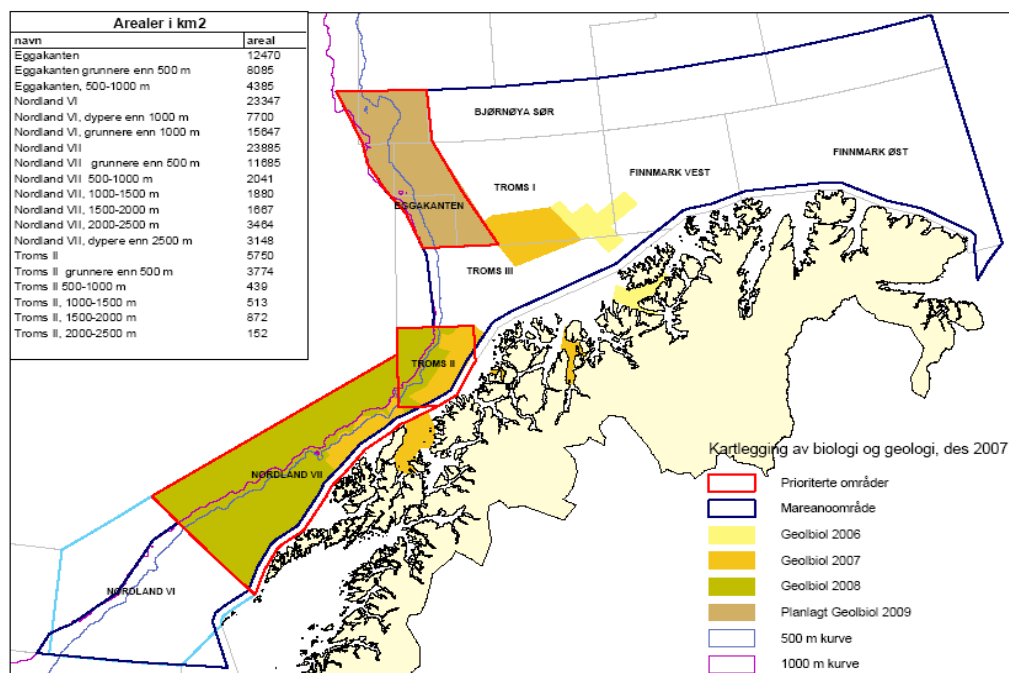 Arealer i km2
navn areal
Eggakanten 12470
Eggakanten grunnere enn 500 m 8085
Eggakanten, 500-1000 m 4385
Nordland VI 23347
Nordland VI, dypere enn 1000 m 7700
Nordland VI, grunnere enn 1000 m 15647
Nordland VII 23885
Nordland VII grunnere enn 500 m 11685
Nordland VII 500-1000 m 2041
Nordland VII, 1000-1500 m 1880
Nordland VII, 1500-2000 m 1667
Nordland VII, 2000-2500 m 3464
Nordland VII, dypere enn 2500 m 3148
Troms II 5750
Troms II grunnere enn 500 m 3774
Troms II 500-1000 m 439
Troms II, 1000-1500 m 513
Troms II, 1500-2000 m 872
Troms II, 2000-2500 m 152
BJØRNØYA SØR
FINNMARK ØST
FINNMARK VEST
TROMS I
EGGAKANTEN
TROMS III
TROMS II
NORDLAND VII
NORDLAND VI
Kartlegging av biologi og geologi, des 2007
Prioriterte områder
Mareanoområde
Geolbiol 2006
Geolbiol 2007
Geolbiol 2008
Planlagt Geolbiol 2009
500 m kurve
1000 m kurve